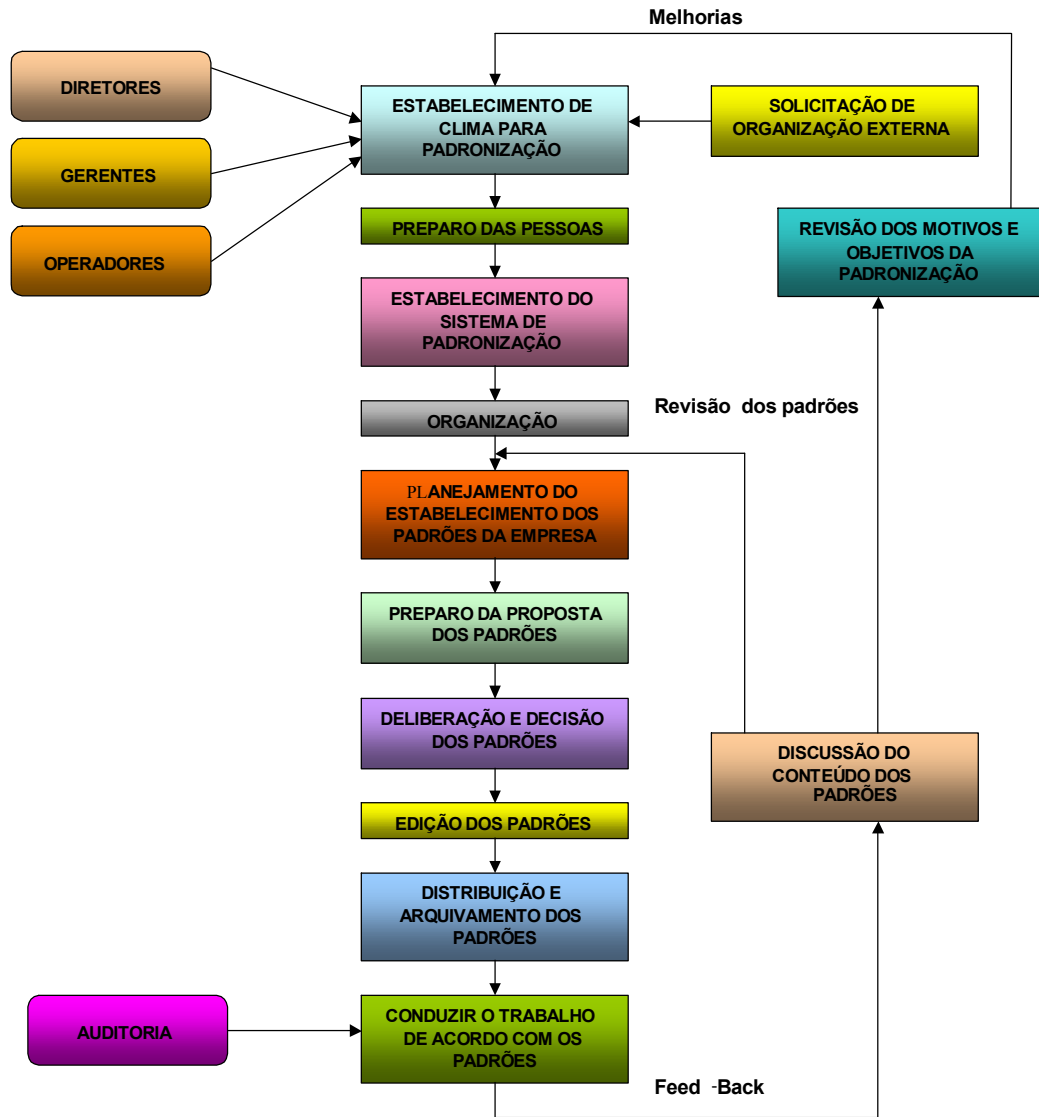 Melhorias
DIRETORES
ESTABELECIMENTO DE
CLIMA PARA
PADRONIZAÇÃO
SOLICITAÇÃO DE
ORGANIZAÇÃO EXTERNA
GERENTES
OPERADORES
PREPARO DAS PESSOAS
REVISÃO DOS MOTIVOS E
OBJETIVOS DA
PADRONIZAÇÃO
ESTABELECIMENTO DO
SISTEMA DE
PADRONIZAÇÃO
ORGANIZAÇÃO
Revisão dos padrões
PLANEJAMENTO DO
ESTABELECIMENTO DOS
PADRÕES DA EMPRESA
PREPARO DA PROPOSTA
DOS PADRÕES
DELIBERAÇÃO E DECISÃO
DOS PADRÕES
DISCUSSÃO DO
CONTEÚDO DOS
PADRÕES
EDIÇÃO DOS PADRÕES
DISTRIBUIÇÃO E
ARQUIVAMENTO DOS
PADRÕES
AUDITORIA
CONDUZIR O TRABALHO
DE ACORDO COM OS
PADRÕES
Feed -Back